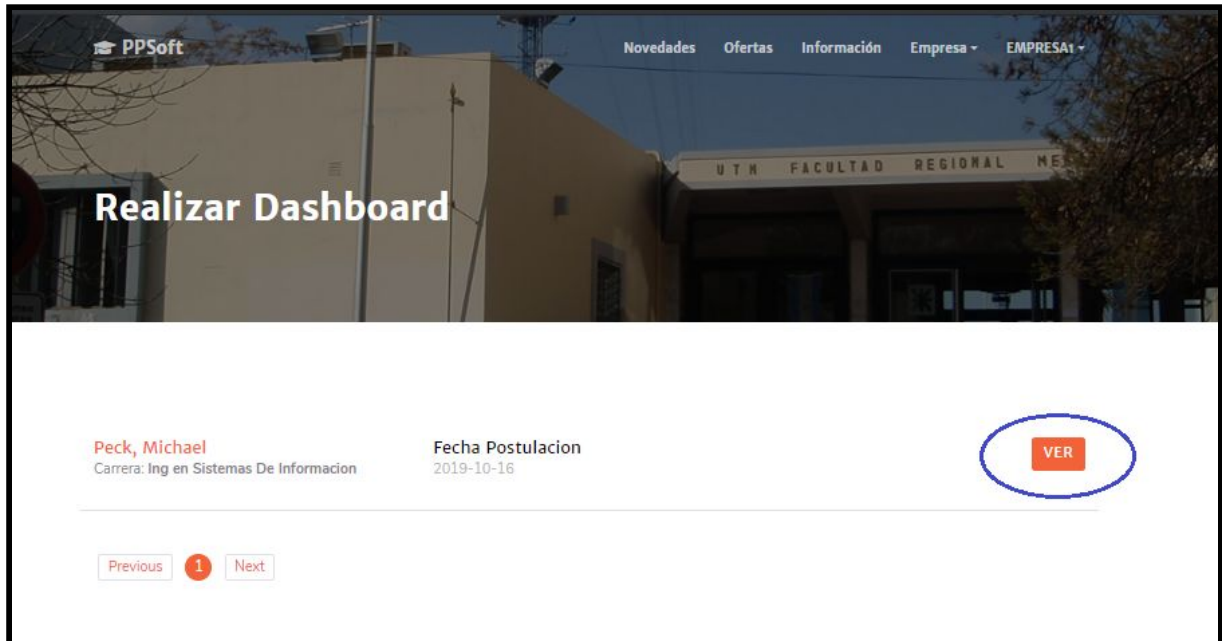 PPSoft
Novedades Ofertas Información Empresa EMPRESA1
UTN FACULTAD REGIONAL
Realizar Dashboard
Peck, Michael
Carrera: Ing en Sistemas De Informacion
Fecha Postulacion
2019-10-16
VER
Previous 1 Next